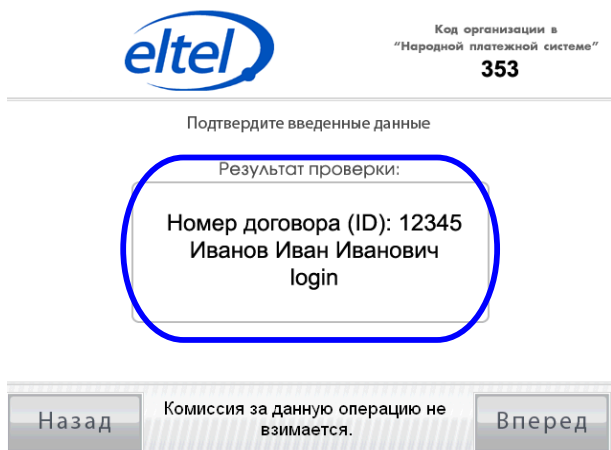 eltel
Код организации в
“Народной платежной системе”
353
Подтвердите введенные данные
Результат проверки:
Номер договора (ID): 12345
Иванов Иван Иванович
login
Назад
Комиссия за данную операцию не
взимается.
Вперед